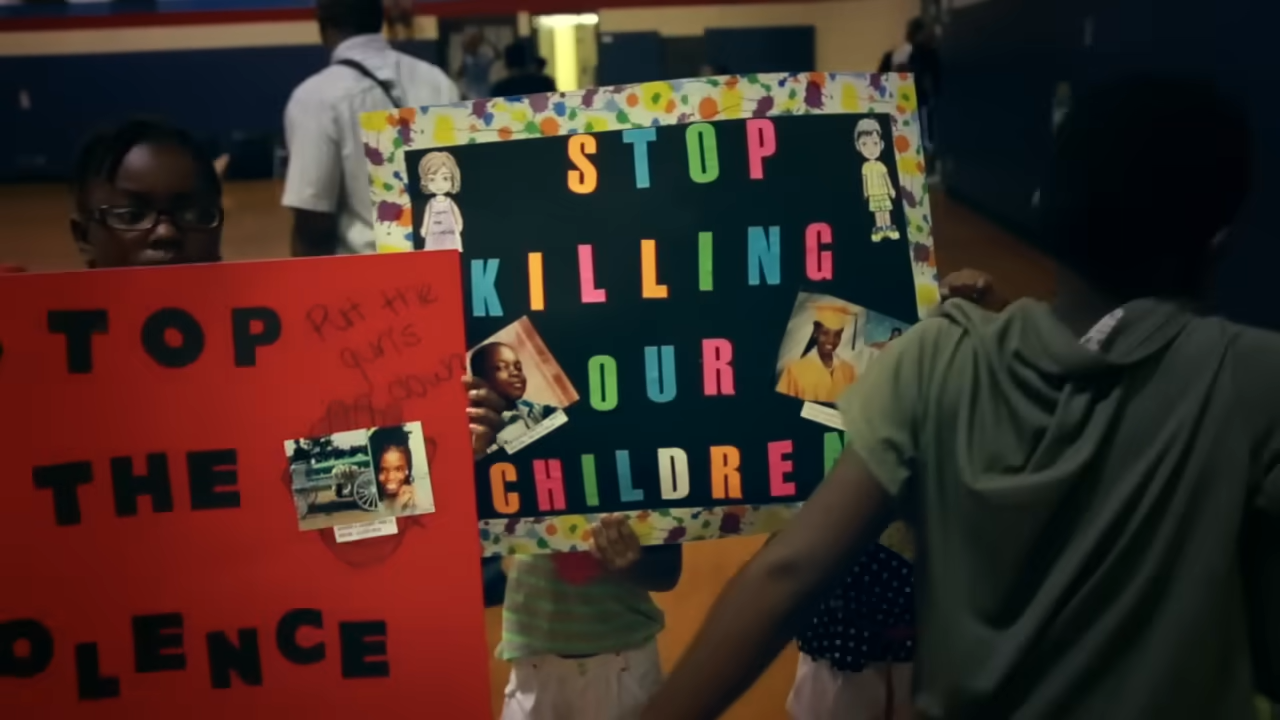 STOP
KILLING
OUR
CHILDREN
TOP
THE
OLENCE
Put the
guns
down